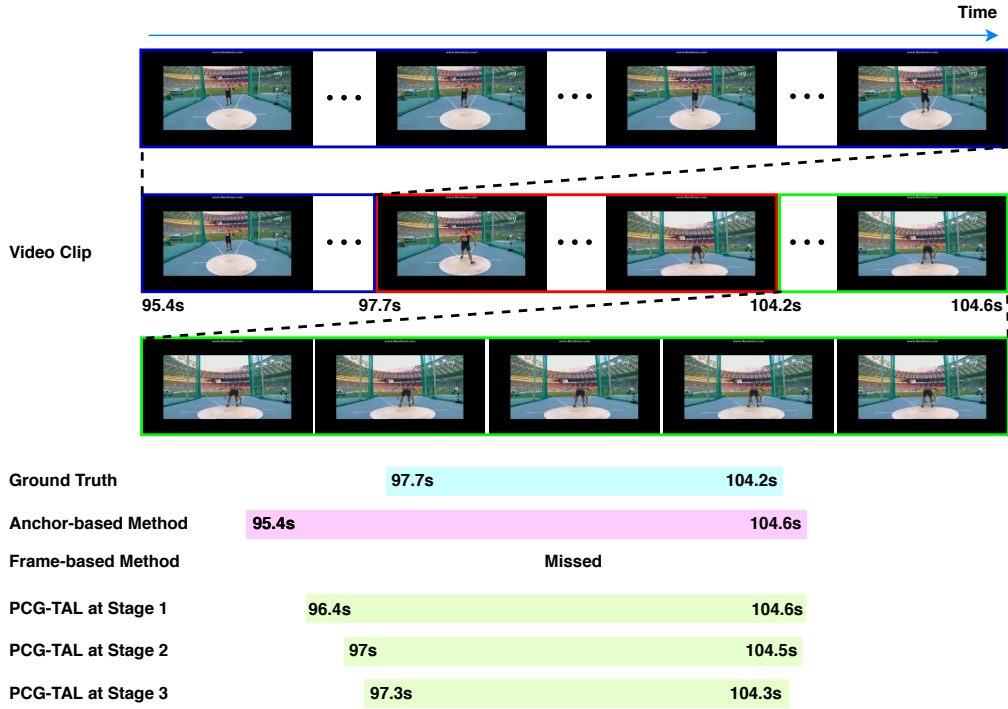 Time
Video Clip
95.4s 97.7s 104.2s 104.6s
Ground Truth 97.7s 104.2s
Anchor-based Method 95.4s 104.6s
Frame-based Method Missed
PCG-TAL at Stage 1 96.4s 104.6s
PCG-TAL at Stage 2 97s 104.5s
PCG-TAL at Stage 3 97.3s 104.3s